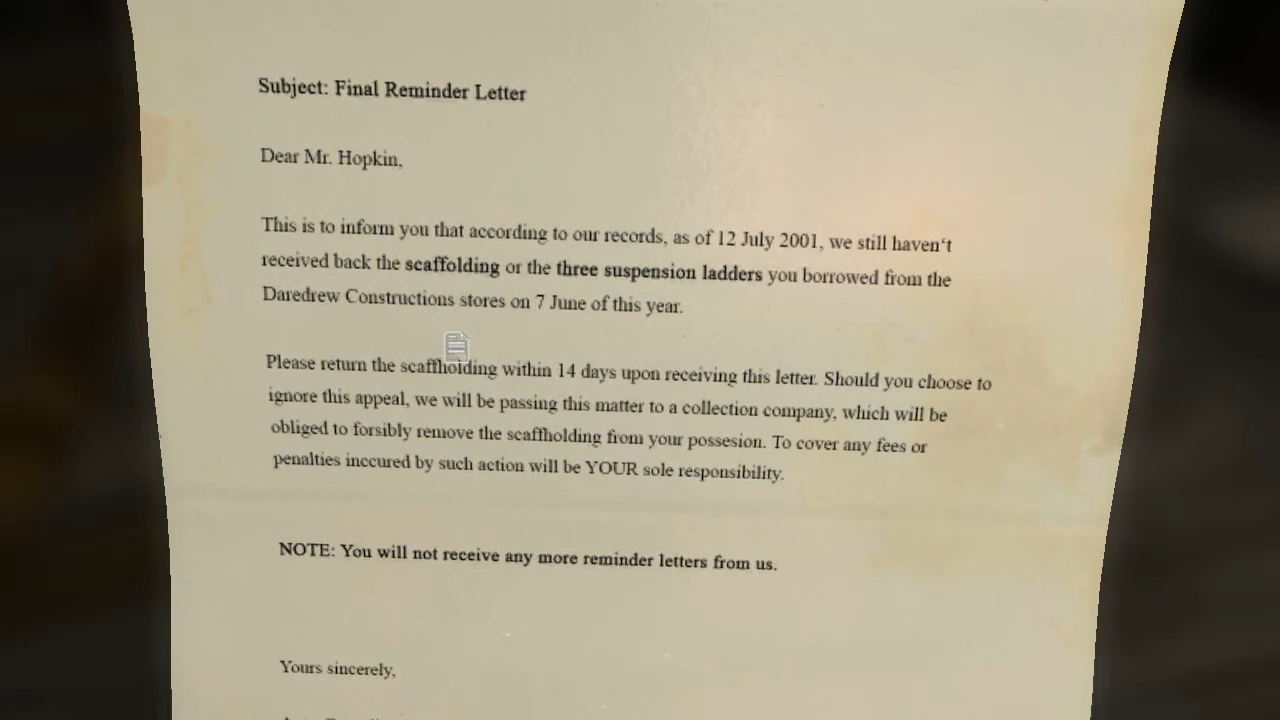 Subject: Final Reminder Letter
Dear Mr. Hopkin,
This is to inform you that according to our records, as of 12 July 2001, we still haven‘t
received back the scaffolding or the three suspension ladders you borrowed from the
Daredrew Constructions stores on 7 June of this year.
Please return the scaffholding within 14 days upon receiving this letter. Should you choose to
ignore this appeal, we will be passing this matter to a collection company, which will be
obliged to forsibly remove the scaffholding from your possesion. To cover any fees or
penalties inccured by such action will be YOUR sole responsibility.
NOTE: You will not receive any more reminder letters from us.
Yours sincerely,